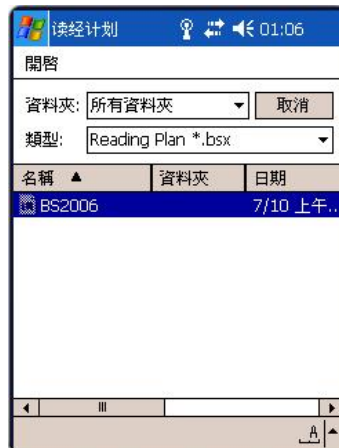 读经计划 01:06
開啓
資料夾: 所有資料夾 取消
類型: Reading Plan *.bsx
名稱 ▲ 資料夾 日期
BS2006 7/10 上午..
A